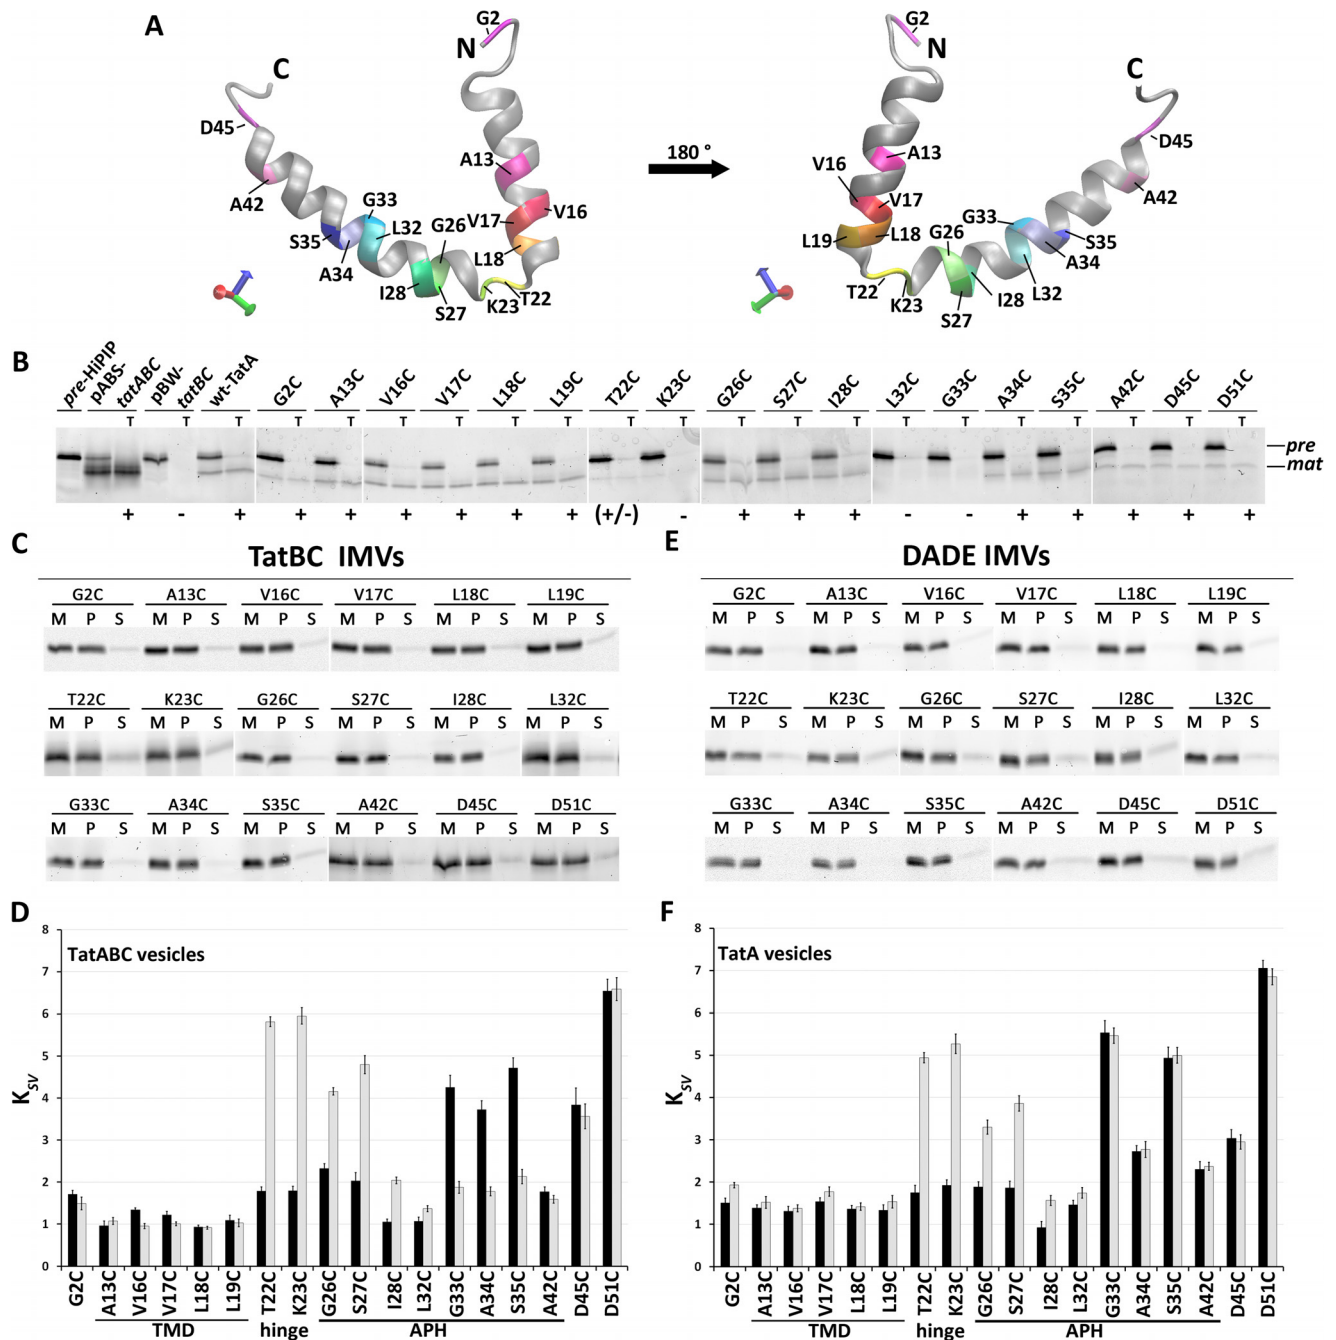 A
G2
N
C
D45
A13
A42
G33
V17
V16
S35
L32
G26
L18
A34
I28
S27
K23
T22
180 °
G2
N
C
A13
D45
V16
V17
A42
G33
G26
L19
L18
S35
A34
T22
K23
I28
L32
S27
B
pre-HiPIP
pABS-
tatABC
pBW-
tatBC
wt-TatA
G2C
A13C
V16C
V17C
L18C
L19C
T22C
K23C
G26C
S27C
I28C
L32C
G33C
A34C
S35C
A42C
D45C
D51C
T T T T T T T T T T T T T T T T T T T T T
pre
mat
+ - + + + + + + + (+/-) - + + + - - + + + + +
C
TatBC IMVs
G2C A13C V16C V17C L18C L19C
M P S M P S M P S M P S M P S M P S
T22C K23C G26C S27C I28C L32C
M P S M P S M P S M P S M P S M P S
G33C A34C S35C A42C D45C D51C
M P S M P S M P S M P S M P S M P S
E
DADE IMVs
G2C A13C V16C V17C L18C L19C
M P S M P S M P S M P S M P S M P S
T22C K23C G26C S27C I28C L32C
M P S M P S M P S M P S M P S M P S
G33C A34C S35C A42C D45C D51C
M P S M P S M P S M P S M P S M P S
D
TatABC vesicles
KSV
8
7
6
5
4
3
2
1
0
G2C A13C V16C V17C L18C L19C T22C K23C G26C S27C I28C L32C G33C A34C S35C A42C D45C D51C
TMD hinge APH
F
TatA vesicles
KSV
8
7
6
5
4
3
2
1
0
G2C A13C V16C V17C L18C L19C T22C K23C G26C S27C I28C L32C G33C A34C S35C A42C D45C D51C
TMD hinge APH